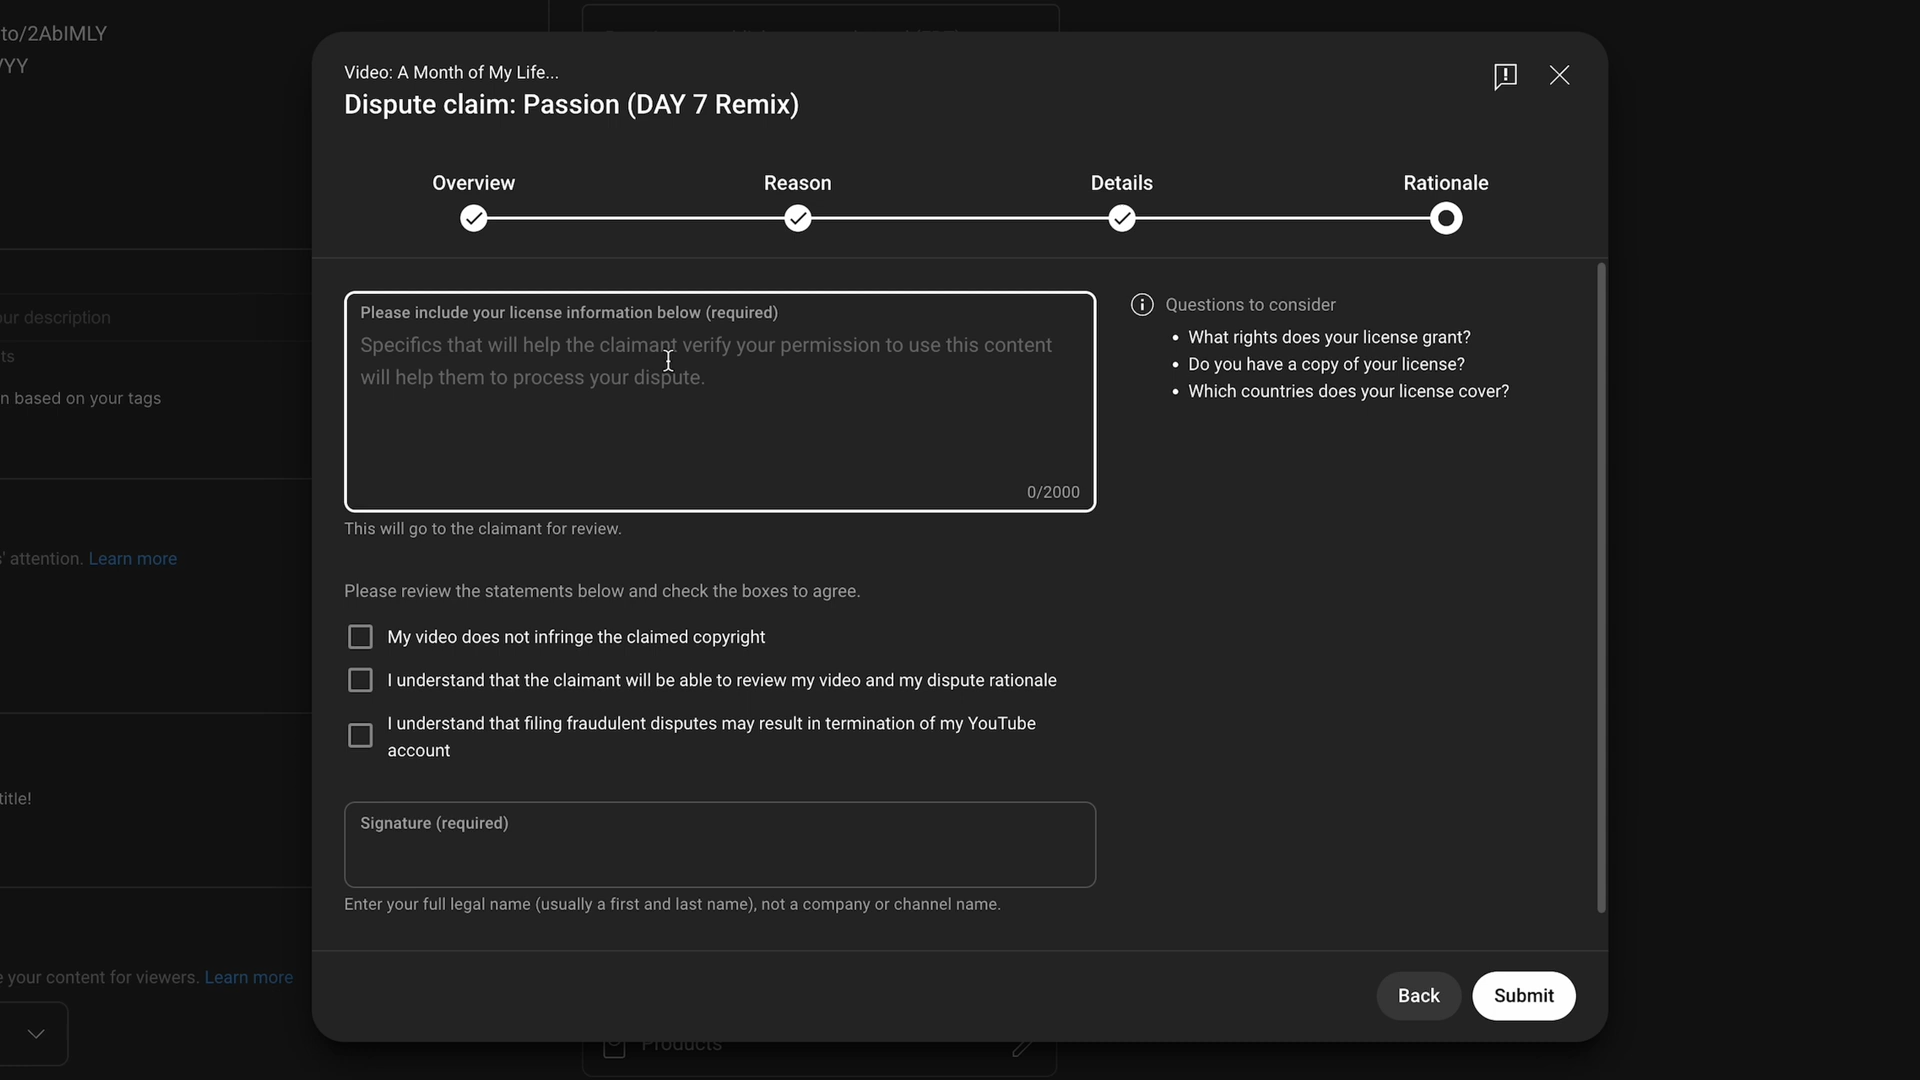 to/2AbIMLY
YYY
Video: A Month of My Life...
Dispute claim: Passion (DAY 7 Remix)
Overview
Reason
Details
Rationale
Please include your license information below (required)
Specifics that will help the claimant verify your permission to use this content
will help them to process your dispute.
0/2000
This will go to the claimant for review.
Questions to consider
• What rights does your license grant?
• Do you have a copy of your license?
• Which countries does your license cover?
Please review the statements below and check the boxes to agree.
My video does not infringe the claimed copyright
I understand that the claimant will be able to review my video and my dispute rationale
I understand that filing fraudulent disputes may result in termination of my YouTube
account
Signature (required)
Enter your full legal name (usually a first and last name), not a company or channel name.
Back
Submit
our description
ts
n based on your tags
s' attention. Learn more
title!
e your content for viewers. Learn more
Products